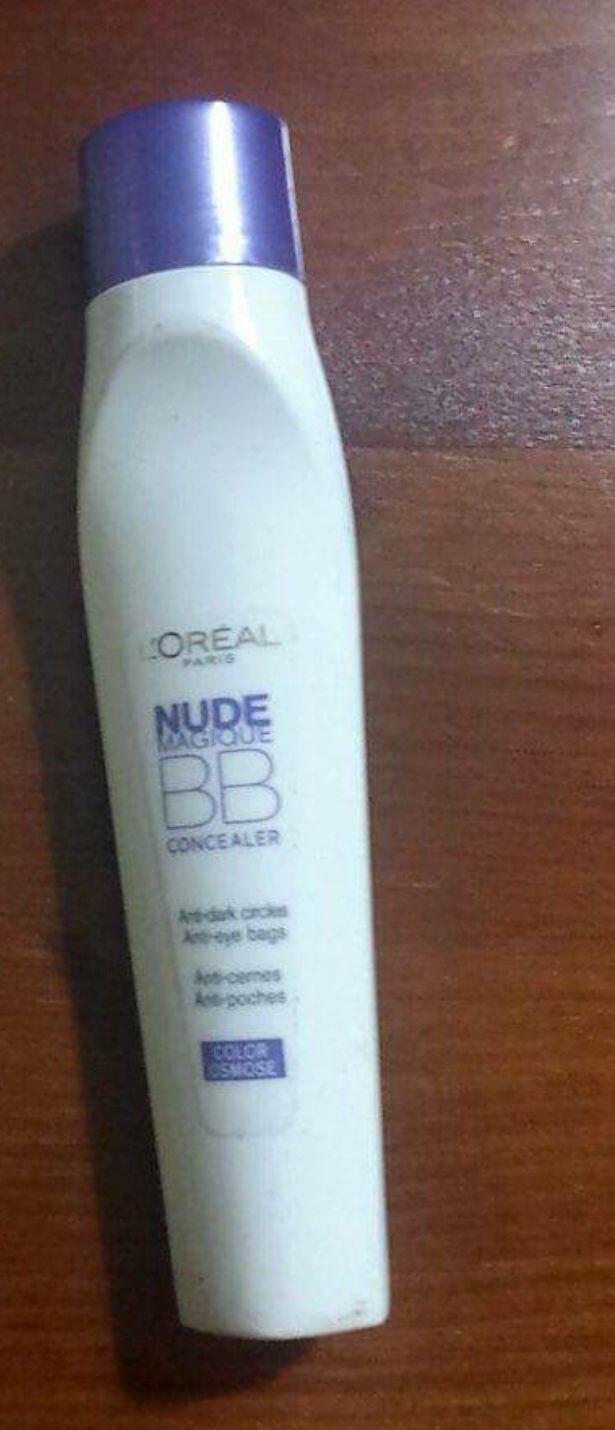 L'ORÉAL
PARIS
NUDE
MAGIQUE
BB
CONCEALER
Anti-dark circles
Anti-eye bags
Anti-cernes
Anti-poches
COLOR
OSMOSE